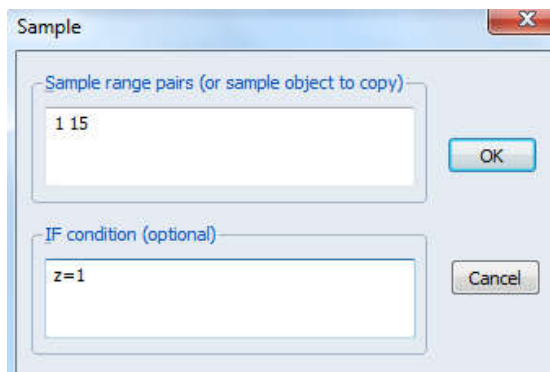 Sample
Sample range pairs (or sample object to copy)
1 15
OK
IF condition (optional)
z=1
Cancel